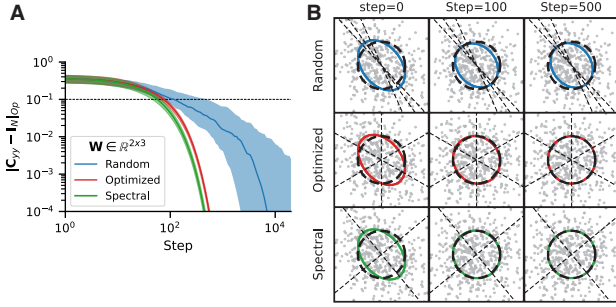 A
|C_yy − I_N|_Op
10^0
10^-1
10^-2
10^-3
10^-4
W ∈ ℝ^2x3
Random
Optimized
Spectral
10^0
10^2
10^4
Step
B
step=0
Step=100
Step=500
Random
Optimized
Spectral